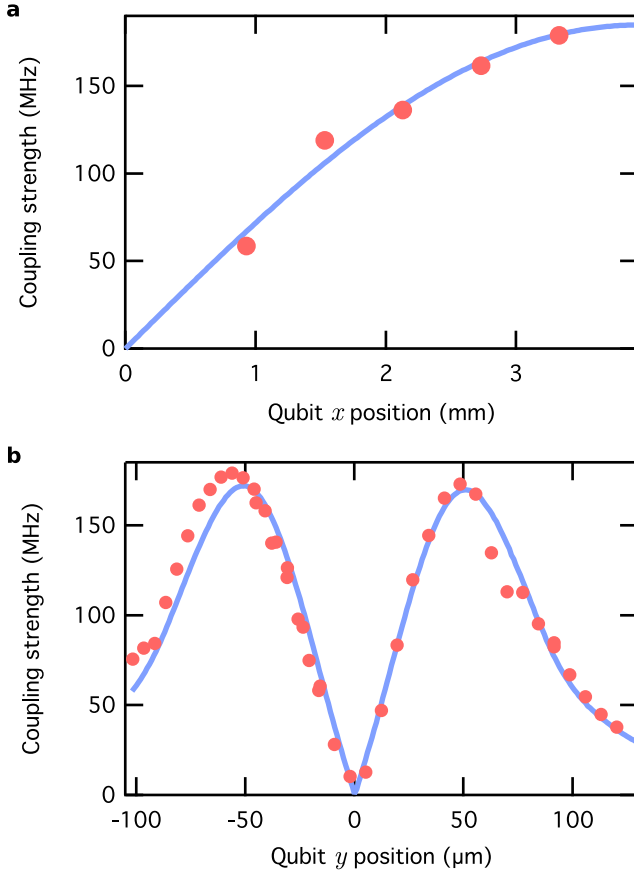 a
Coupling strength (MHz)
150
100
50
0
0 1 2 3
Qubit x position (mm)
b
Coupling strength (MHz)
150
100
50
0
-100 -50 0 50 100
Qubit y position (µm)